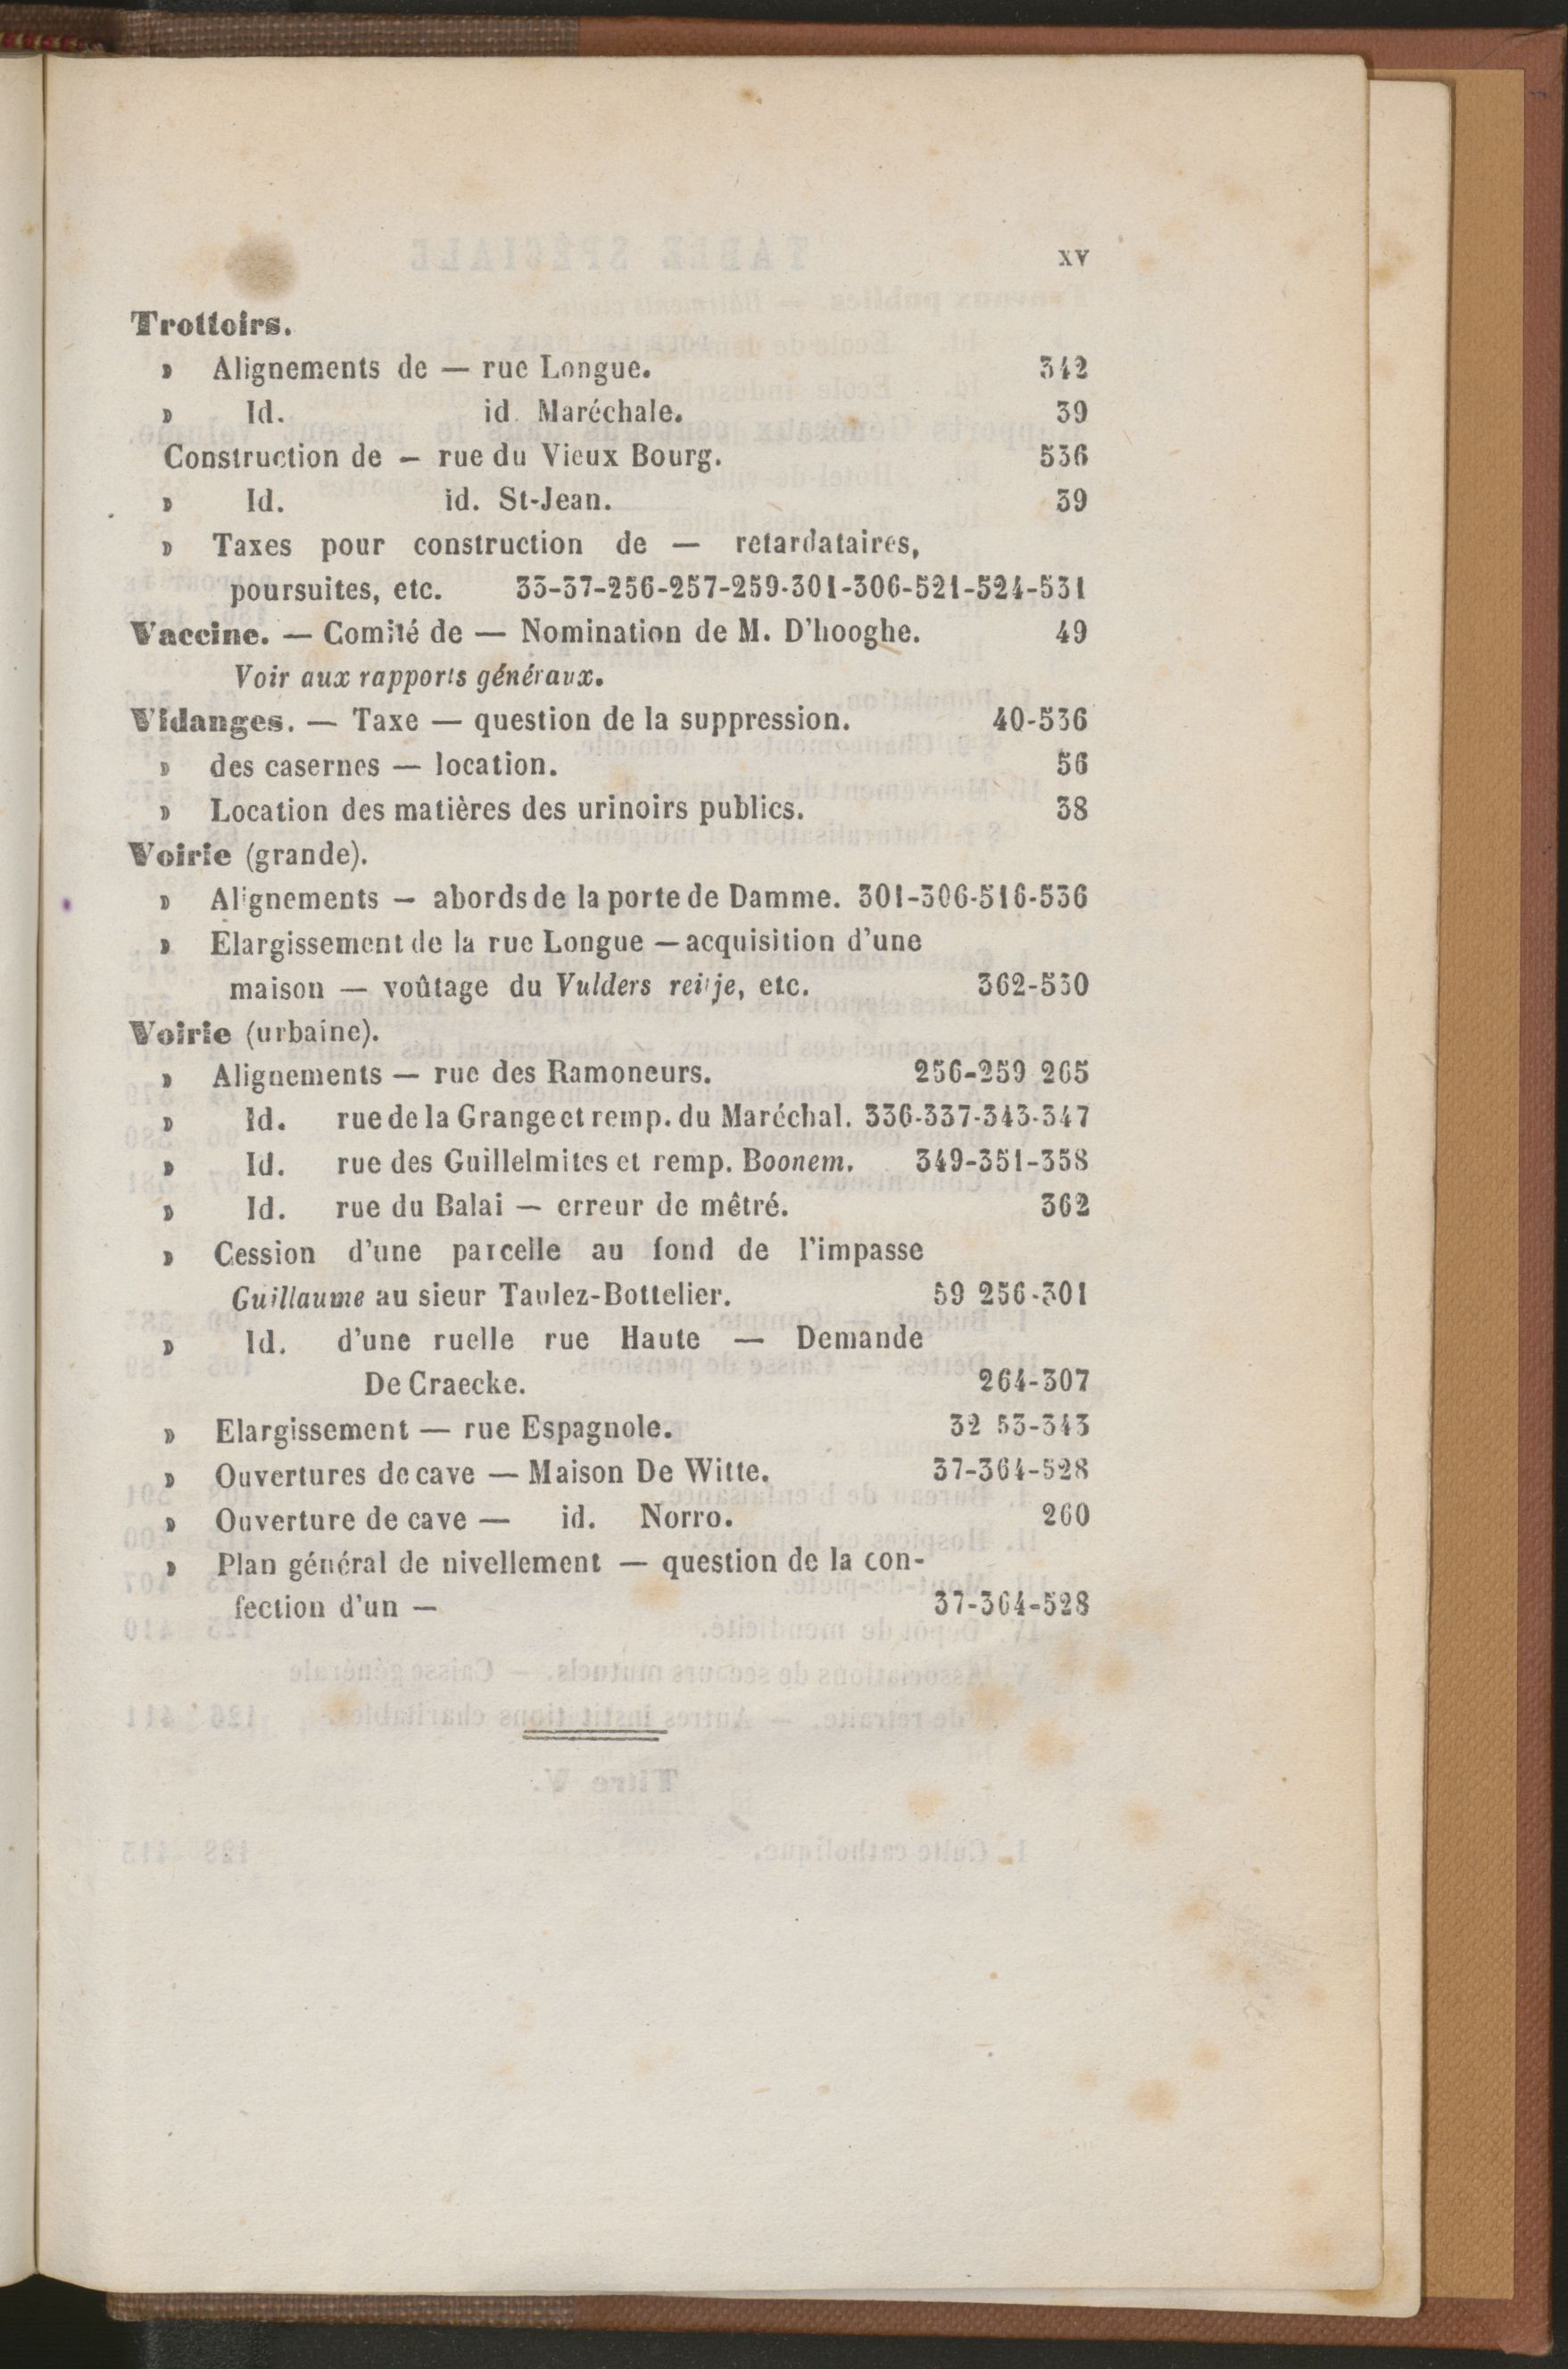 xv
Trottoirs.
» Alignements de — rue Longue. 342
» Id. id. Maréchale. 39
Construction de — rue du Vieux Bourg. 536
» Id. id. St-Jean. 39
» Taxes pour construction de — retardataires,
poursuites, etc. 33-37-256-257-259-301-306-521-524-531
Vaccine. — Comité de — Nomination de M. D'hooghe. 49
Voir aux rapports généraux.
Vidanges. — Taxe — question de la suppression. 40-536
» des casernes — location. 56
» Location des matières des urinoirs publics. 38
Voirie (grande).
» Alignements — abords de la porte de Damme. 301-306-516-536
» Elargissement de la rue Longue — acquisition d'une
maison — voûtage du Vulders reitje, etc. 362-530
Voirie (urbaine).
» Alignements — rue des Ramoneurs. 256-259 265
» Id. rue de la Grange et remp. du Maréchal. 336-337-343-347
» Id. rue des Guillelmites et remp. Boonem. 349-351-358
» Id. rue du Balai — erreur de mêtré. 362
» Cession d'une parcelle au fond de l'impasse
Guillaume au sieur Taulez-Bottelier. 59 256-301
» Id. d'une ruelle rue Haute — Demande
De Craecke. 264-307
» Elargissement — rue Espagnole. 32 53-343
» Ouvertures de cave — Maison De Witte. 37-364-528
» Ouverture de cave — id. Norro. 260
» Plan général de nivellement — question de la con-
fection d'un — 37-364-528